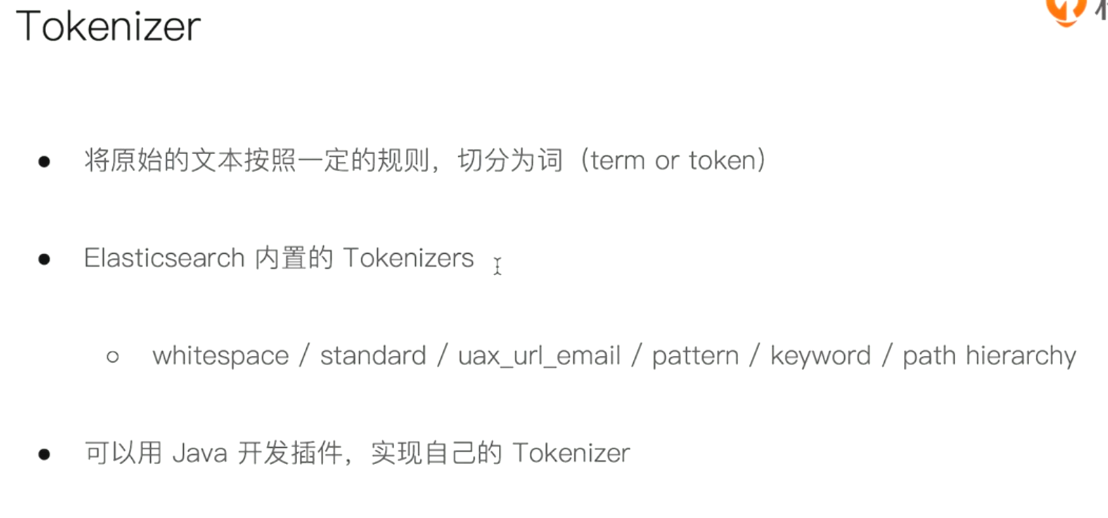 Tokenizer
将原始的文本按照一定的规则，切分为词（term or token）
Elasticsearch 内置的 Tokenizers
whitespace / standard / uax_url_email / pattern / keyword / path hierarchy
可以用 Java 开发插件，实现自己的 Tokenizer